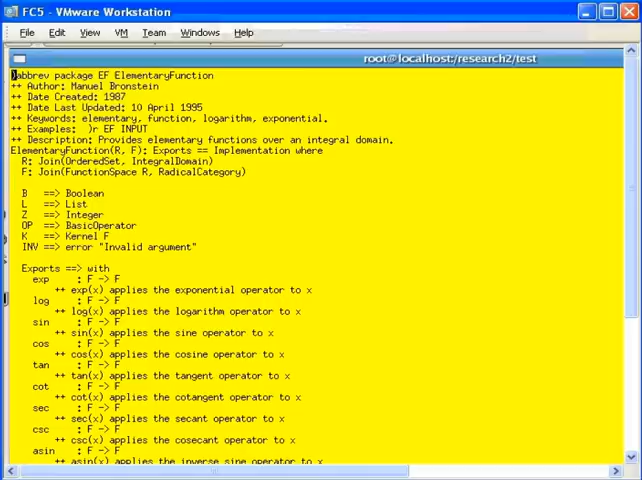 FC5 - VMware Workstation
File Edit View VM Team Windows Help
root@localhost:/research2/test
)abbrev package EF ElementaryFunction
++ Author: Manuel Bronstein
++ Date Created: 1987
++ Date Last Updated: 10 April 1995
++ Keywords: elementary, function, logarithm, exponential.
++ Examples:  )r EF INPUT
++ Description: Provides elementary functions over an integral domain.
ElementaryFunction(R, F): Exports == Implementation where
  R: Join(OrderedSet, IntegralDomain)
  F: Join(FunctionSpace R, RadicalCategory)
  B   ==> Boolean
  L   ==> List
  Z   ==> Integer
  OP  ==> BasicOperator
  K   ==> Kernel F
  INV ==> error "Invalid argument"
  Exports ==> with
    exp     : F -> F
        ++ exp(x) applies the exponential operator to x
    log     : F -> F
        ++ log(x) applies the logarithm operator to x
    sin     : F -> F
        ++ sin(x) applies the sine operator to x
    cos     : F -> F
        ++ cos(x) applies the cosine operator to x
    tan     : F -> F
        ++ tan(x) applies the tangent operator to x
    cot     : F -> F
        ++ cot(x) applies the cotangent operator to x
    sec     : F -> F
        ++ sec(x) applies the secant operator to x
    csc     : F -> F
        ++ csc(x) applies the cosecant operator to x
    asin    : F -> F
        ++ asin(x) applies the inverse sine operator to x